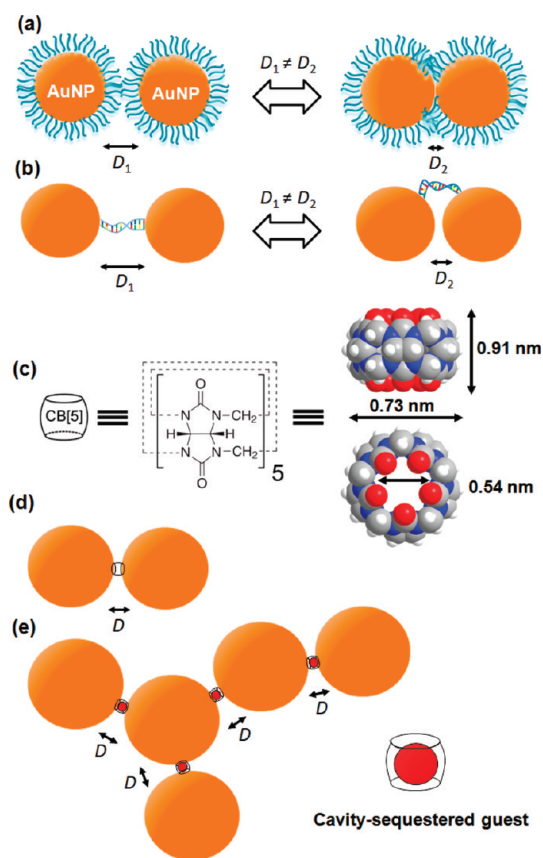 (a)
AuNP
AuNP
D₁
D₁ ≠ D₂
D₂
(b)
D₁
D₁ ≠ D₂
D₂
(c)
CB[5]
O
N
N
CH₂
H
H
N
N
CH₂
O
5
0.91 nm
0.73 nm
0.54 nm
(d)
D
(e)
D
D
D
D
Cavity-sequestered guest